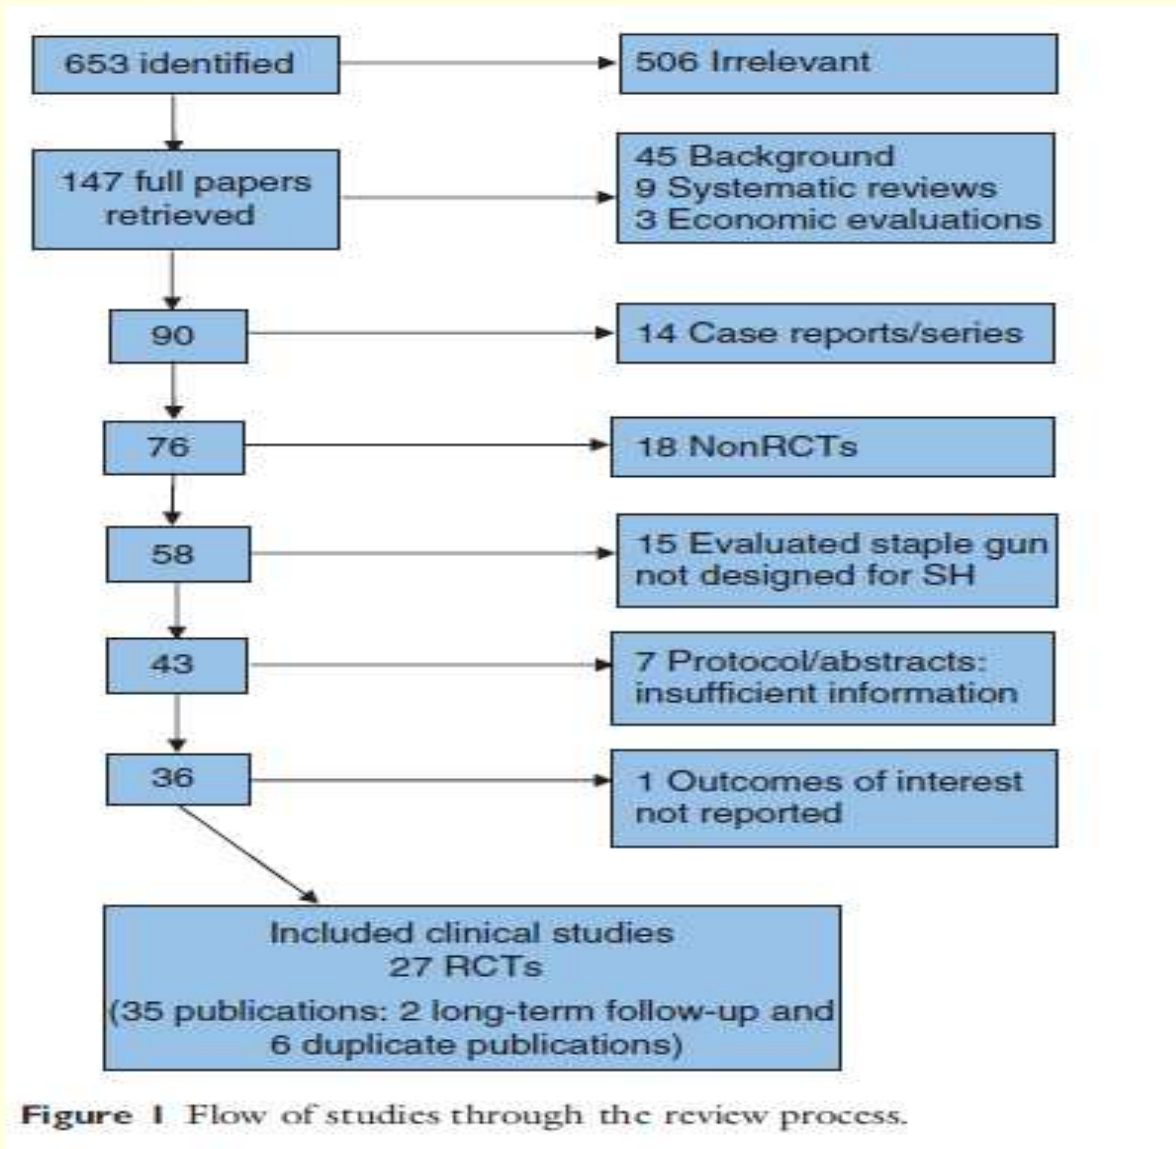 653 identified
506 Irrelevant
147 full papers
retrieved
45 Background
9 Systematic reviews
3 Economic evaluations
90
14 Case reports/series
76
18 NonRCTs
58
15 Evaluated staple gun
not designed for SH
43
7 Protocol/abstracts:
insufficient information
36
1 Outcomes of interest
not reported
Included clinical studies
27 RCTs
(35 publications: 2 long-term follow-up and
6 duplicate publications)
Figure 1 Flow of studies through the review process.